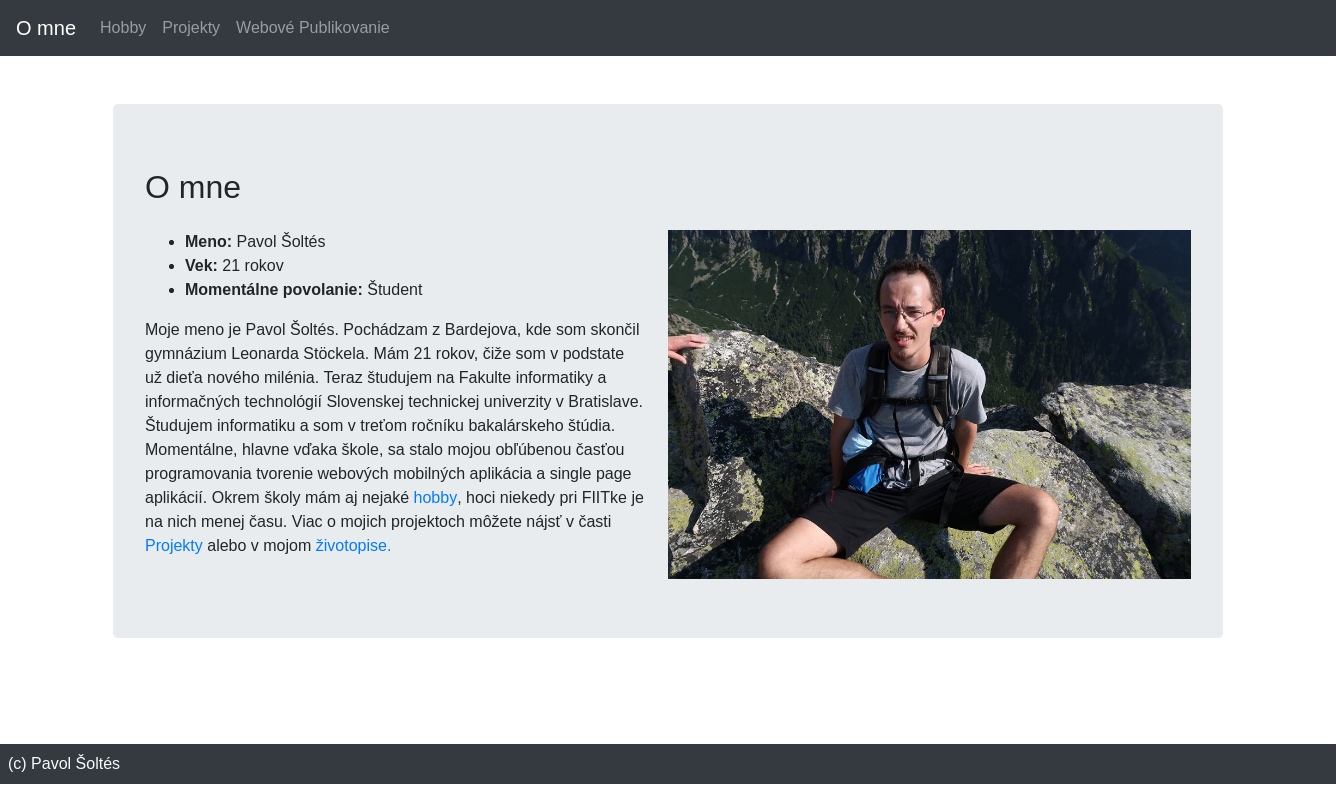 O mne Hobby Projekty Webové Publikovanie
O mne
Meno: Pavol Šoltés
Vek: 21 rokov
Momentálne povolanie: Študent
Moje meno je Pavol Šoltés. Pochádzam z Bardejova, kde som skončil
gymnázium Leonarda Stöckela. Mám 21 rokov, čiže som v podstate
už dieťa nového milénia. Teraz študujem na Fakulte informatiky a
informačných technológií Slovenskej technickej univerzity v Bratislave.
Študujem informatiku a som v treťom ročníku bakalárskeho štúdia.
Momentálne, hlavne vďaka škole, sa stalo mojou obľúbenou časťou
programovania tvorenie webových mobilných aplikácia a single page
aplikácií. Okrem školy mám aj nejaké hobby, hoci niekedy pri FIITke je
na nich menej času. Viac o mojich projektoch môžete nájsť v časti
Projekty alebo v mojom životopise.
(c) Pavol Šoltés